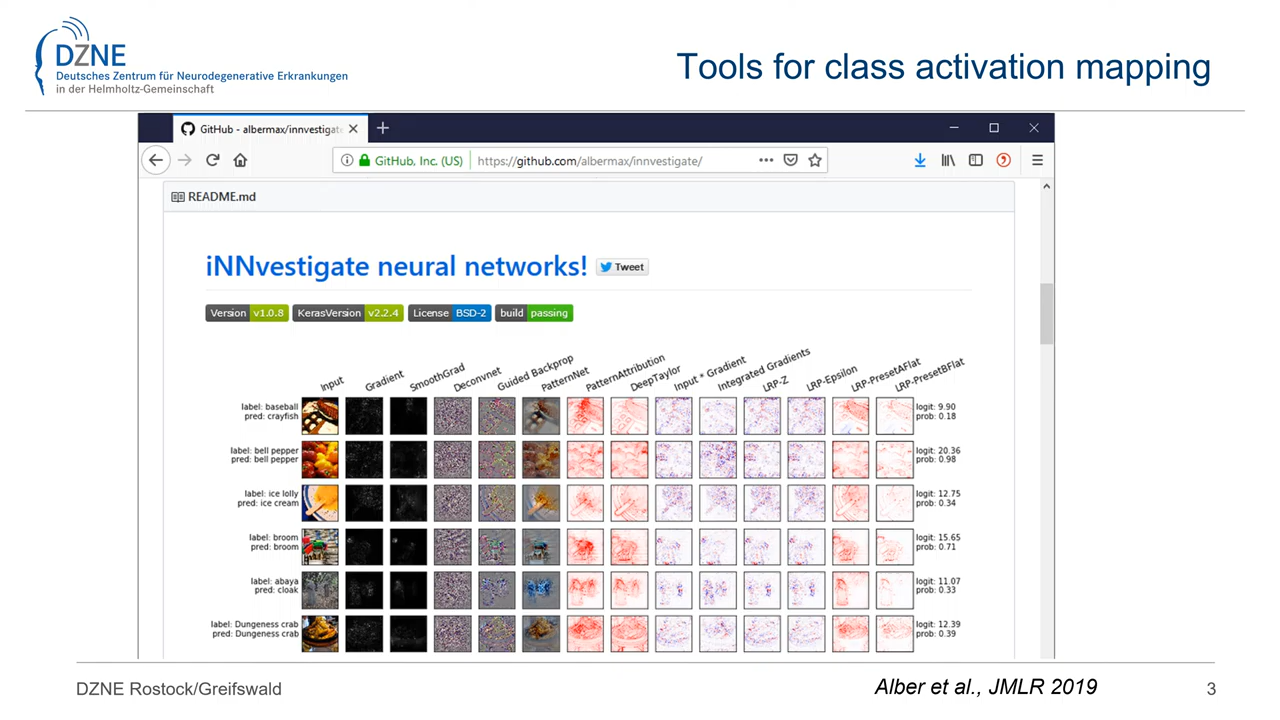 DZNE
Deutsches Zentrum für Neurodegenerative Erkrankungen
in der Helmholtz-Gemeinschaft
Tools for class activation mapping
GitHub - albermax/innvestigate
GitHub, Inc. (US) https://github.com/albermax/innvestigate/
README.md
iNNvestigate neural networks! Tweet
Version v1.0.8 KerasVersion v2.2.4 License BSD-2 build passing
Input Gradient SmoothGrad Deconvnet Guided Backprop PatternNet PatternAttribution DeepTaylor Input * Gradient Integrated Gradients LRP-Z LRP-Epsilon LRP-PresetAFlat LRP-PresetBFlat
label: baseball logit: 9.90
pred: crayfish prob: 0.18
label: bell pepper logit: 20.36
pred: bell pepper prob: 0.98
label: ice lolly logit: 12.75
pred: ice cream prob: 0.34
label: broom logit: 15.65
pred: broom prob: 0.71
label: abaya logit: 11.07
pred: cloak prob: 0.33
label: Dungeness crab logit: 12.39
pred: Dungeness crab prob: 0.39
DZNE Rostock/Greifswald Alber et al., JMLR 2019 3